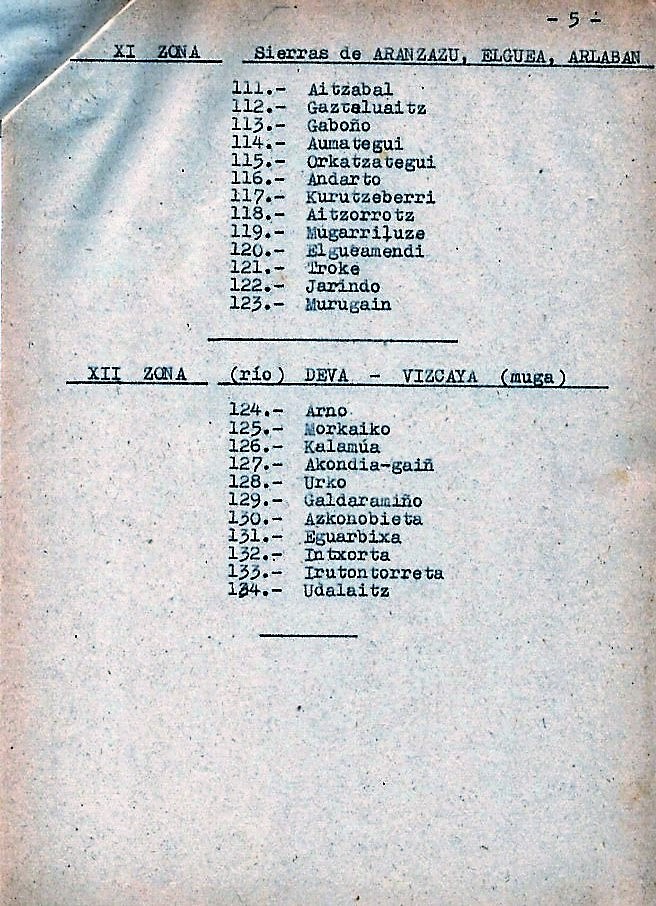 - 5 -
XI ZONA Sierras de ARANZAZU, ELGUEA, ARLABAN
111.- Aitzabal
112.- Gazteluaitz
113.- Gaboño
114.- Aumategui
115.- Orkatzategui
116.- Andarto
117.- Kurutzeberri
118.- Aitzorrotz
119.- Mugarriluze
120.- Elgueamendi
121.- Troke
122.- Jarindo
123.- Murugain
XII ZONA (río) DEVA - VIZCAYA (muga)
124.- Arno
125.- Morkaiko
126.- Kalamúa
127.- Akondia-gaiñ
128.- Urko
129.- Galdaramiño
130.- Azkonobieta
131.- Eguarbixa
132.- Intxorta
133.- Irutontorreta
134.- Udalaitz